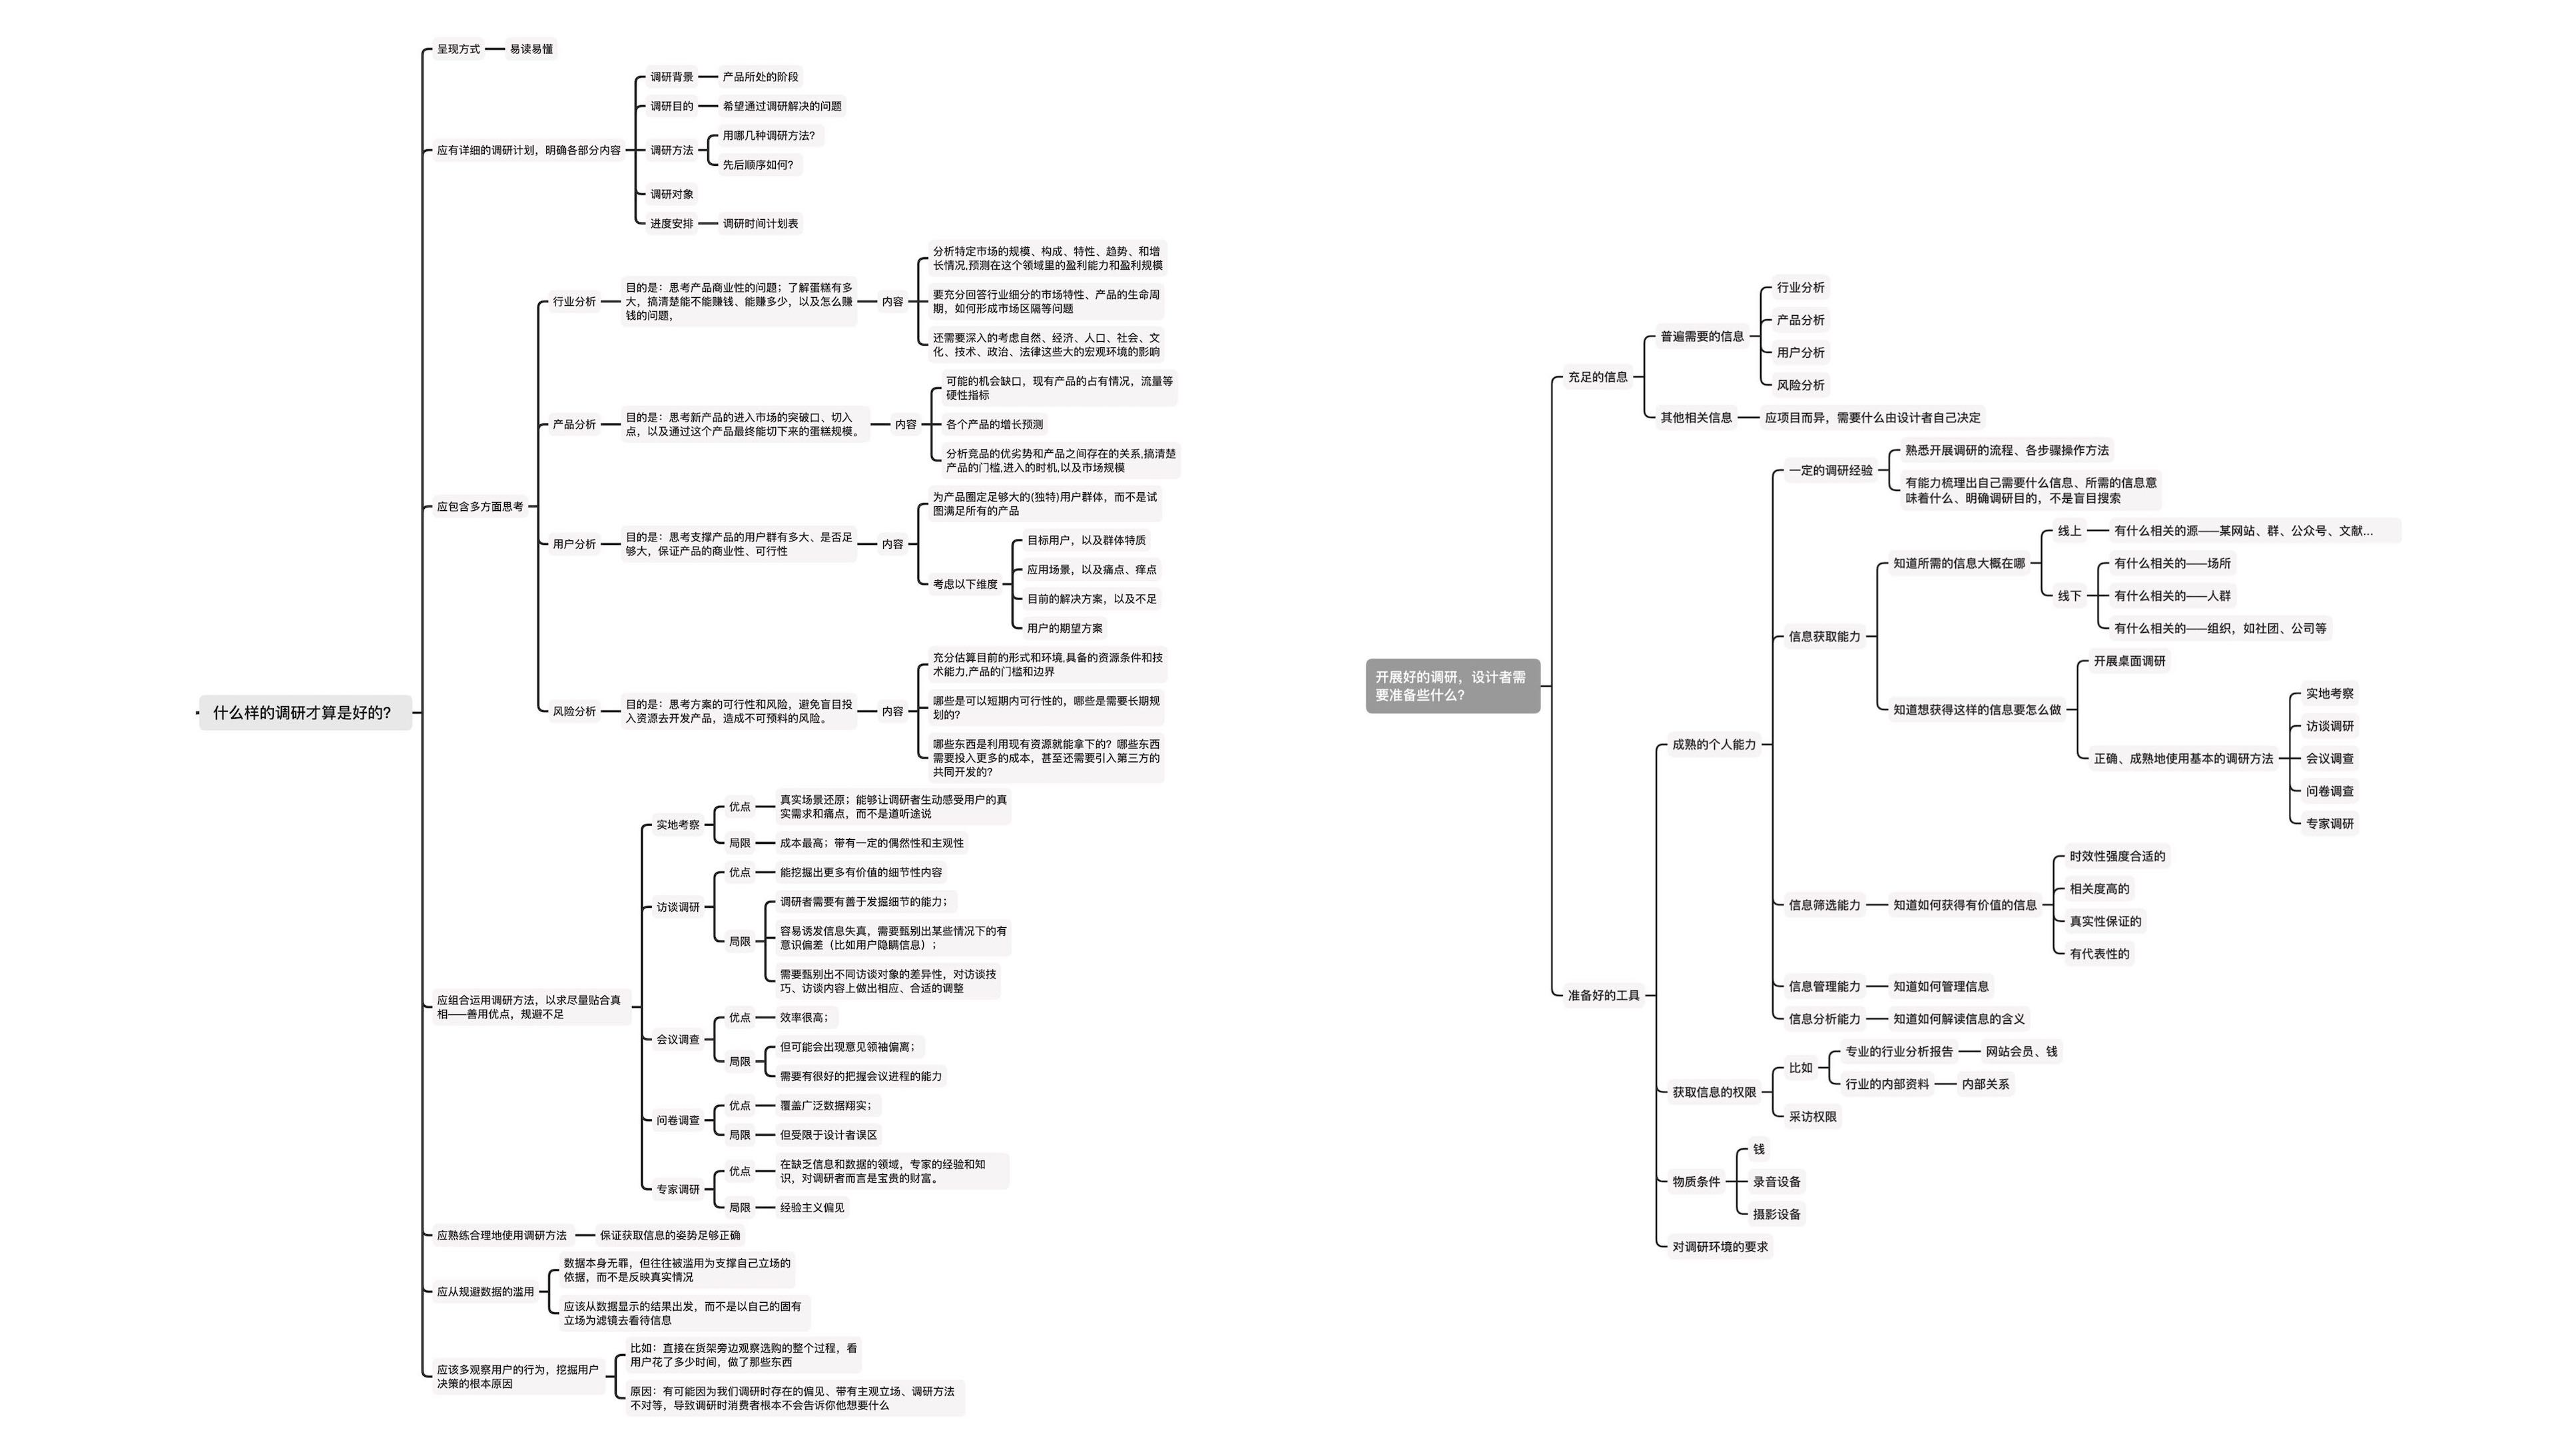 什么样的调研才算是好的？
呈现方式
易读易懂
应有详细的调研计划，明确各部分内容
调研背景
产品所处的阶段
调研目的
希望通过调研解决的问题
调研方法
用哪几种调研方法？
先后顺序如何？
调研对象
进度安排
调研时间计划表
应包含多方面思考
行业分析
目的是：思考产品商业性的问题；了解蛋糕有多
大，搞清楚能不能赚钱、能赚多少，以及怎么赚
钱的问题，
内容
分析特定市场的规模、构成、特性、趋势、和增
长情况,预测在这个领域里的盈利能力和盈利规模
要充分回答行业细分的市场特性、产品的生命周
期，如何形成市场区隔等问题
还需要深入的考虑自然、经济、人口、社会、文
化、技术、政治、法律这些大的宏观环境的影响
产品分析
目的是：思考新产品的进入市场的突破口、切入
点，以及通过这个产品最终能切下来的蛋糕规模。
内容
可能的机会缺口，现有产品的占有情况，流量等
硬性指标
各个产品的增长预测
分析竞品的优劣势和产品之间存在的关系,搞清楚
产品的门槛,进入的时机,以及市场规模
用户分析
目的是：思考支撑产品的用户群有多大、是否足
够大，保证产品的商业性、可行性
内容
为产品圈定足够大的(独特)用户群体，而不是试
图满足所有的产品
考虑以下维度
目标用户，以及群体特质
应用场景，以及痛点、痒点
目前的解决方案，以及不足
用户的期望方案
风险分析
目的是：思考方案的可行性和风险，避免盲目投
入资源去开发产品，造成不可预料的风险。
内容
充分估算目前的形式和环境,具备的资源条件和技
术能力,产品的门槛和边界
哪些是可以短期内可行性的，哪些是需要长期规
划的？
哪些东西是利用现有资源就能拿下的？哪些东西
需要投入更多的成本，甚至还需要引入第三方的
共同开发的？
应组合运用调研方法，以求尽量贴合真
相——善用优点，规避不足
实地考察
优点
真实场景还原；能够让调研者生动感受用户的真
实需求和痛点，而不是道听途说
局限
成本最高；带有一定的偶然性和主观性
访谈调研
优点
能挖掘出更多有价值的细节性内容
局限
调研者需要有善于发掘细节的能力；
容易诱发信息失真，需要甄别出某些情况下的有
意识偏差（比如用户隐瞒信息）；
需要甄别出不同访谈对象的差异性，对访谈技
巧、访谈内容上做出相应、合适的调整
会议调查
优点
效率很高；
局限
但可能会出现意见领袖偏离；
需要有很好的把握会议进程的能力
问卷调查
优点
覆盖广泛数据翔实；
局限
但受限于设计者误区
专家调研
优点
在缺乏信息和数据的领域，专家的经验和知
识，对调研者而言是宝贵的财富。
局限
经验主义偏见
应熟练合理地使用调研方法
保证获取信息的姿势足够正确
应从规避数据的滥用
数据本身无罪，但往往被滥用为支撑自己立场的
依据，而不是反映真实情况
应该从数据显示的结果出发，而不是以自己的固有
立场为滤镜去看待信息
应该多观察用户的行为，挖掘用户
决策的根本原因
比如：直接在货架旁边观察选购的整个过程，看
用户花了多少时间，做了那些东西
原因：有可能因为我们调研时存在的偏见、带有主观立场、调研方法
不对等，导致调研时消费者根本不会告诉你他想要什么
开展好的调研，设计者需
要准备些什么？
充足的信息
普遍需要的信息
行业分析
产品分析
用户分析
风险分析
其他相关信息
应项目而异，需要什么由设计者自己决定
准备好的工具
成熟的个人能力
一定的调研经验
熟悉开展调研的流程、各步骤操作方法
有能力梳理出自己需要什么信息、所需的信息意
味着什么、明确调研目的，不是盲目搜索
信息获取能力
知道所需的信息大概在哪
线上
有什么相关的源——某网站、群、公众号、文献...
线下
有什么相关的——场所
有什么相关的——人群
有什么相关的——组织，如社团、公司等
知道想获得这样的信息要怎么做
开展桌面调研
正确、成熟地使用基本的调研方法
实地考察
访谈调研
会议调查
问卷调查
专家调研
信息筛选能力
知道如何获得有价值的信息
时效性强度合适的
相关度高的
真实性保证的
有代表性的
信息管理能力
知道如何管理信息
信息分析能力
知道如何解读信息的含义
获取信息的权限
比如
专业的行业分析报告
网站会员、钱
行业的内部资料
内部关系
采访权限
物质条件
钱
录音设备
摄影设备
对调研环境的要求